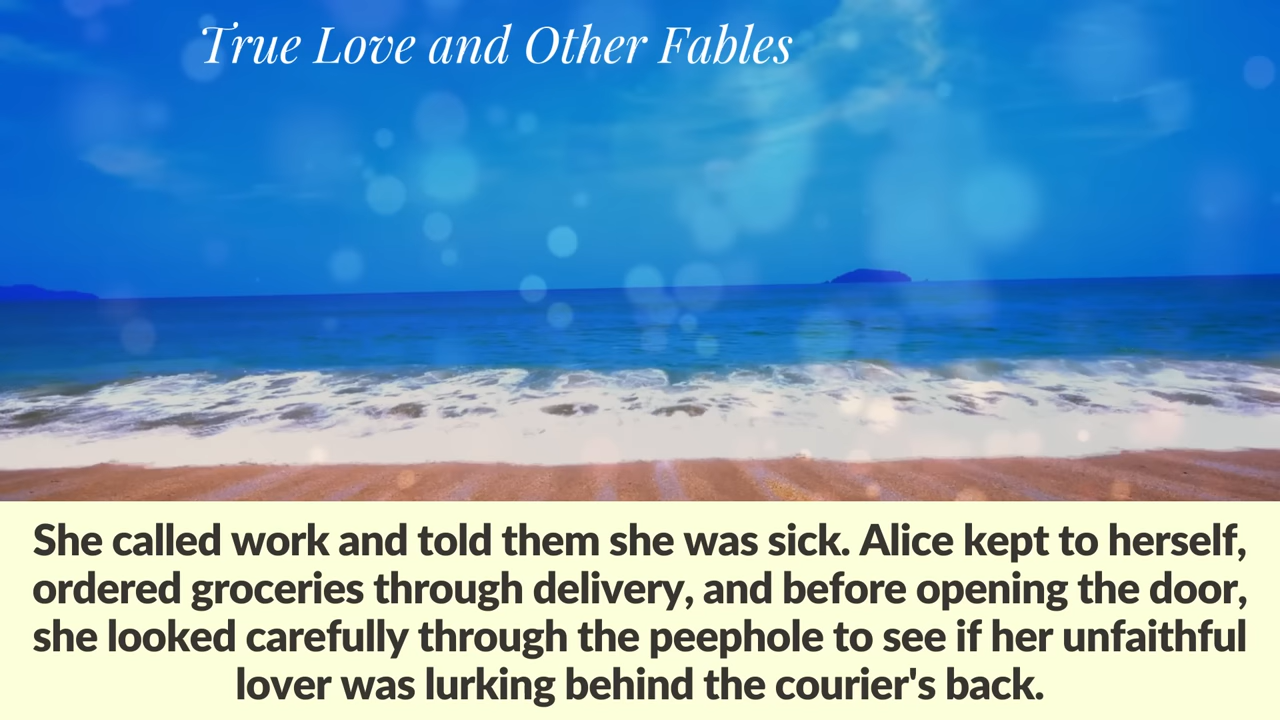 True Love and Other Fables
She called work and told them she was sick. Alice kept to herself,
ordered groceries through delivery, and before opening the door,
she looked carefully through the peephole to see if her unfaithful
lover was lurking behind the courier's back.